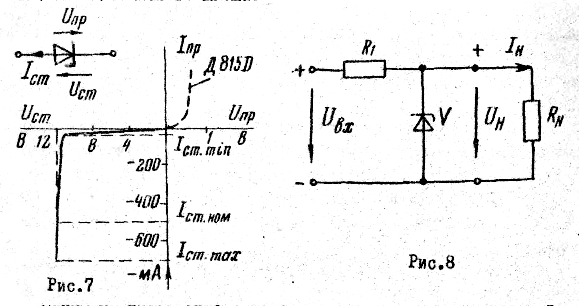 Uпр
Iст
Uст
Iпр
Д815D
Uст
Uпр
В 12 8 4
1 В
Iст.min
-200
-400
Iст.ном
-600
Iст.max
-мА
Рис.7
R1
+
Iн
+
Uвх
V
Uн
Rн
-
Рис.8